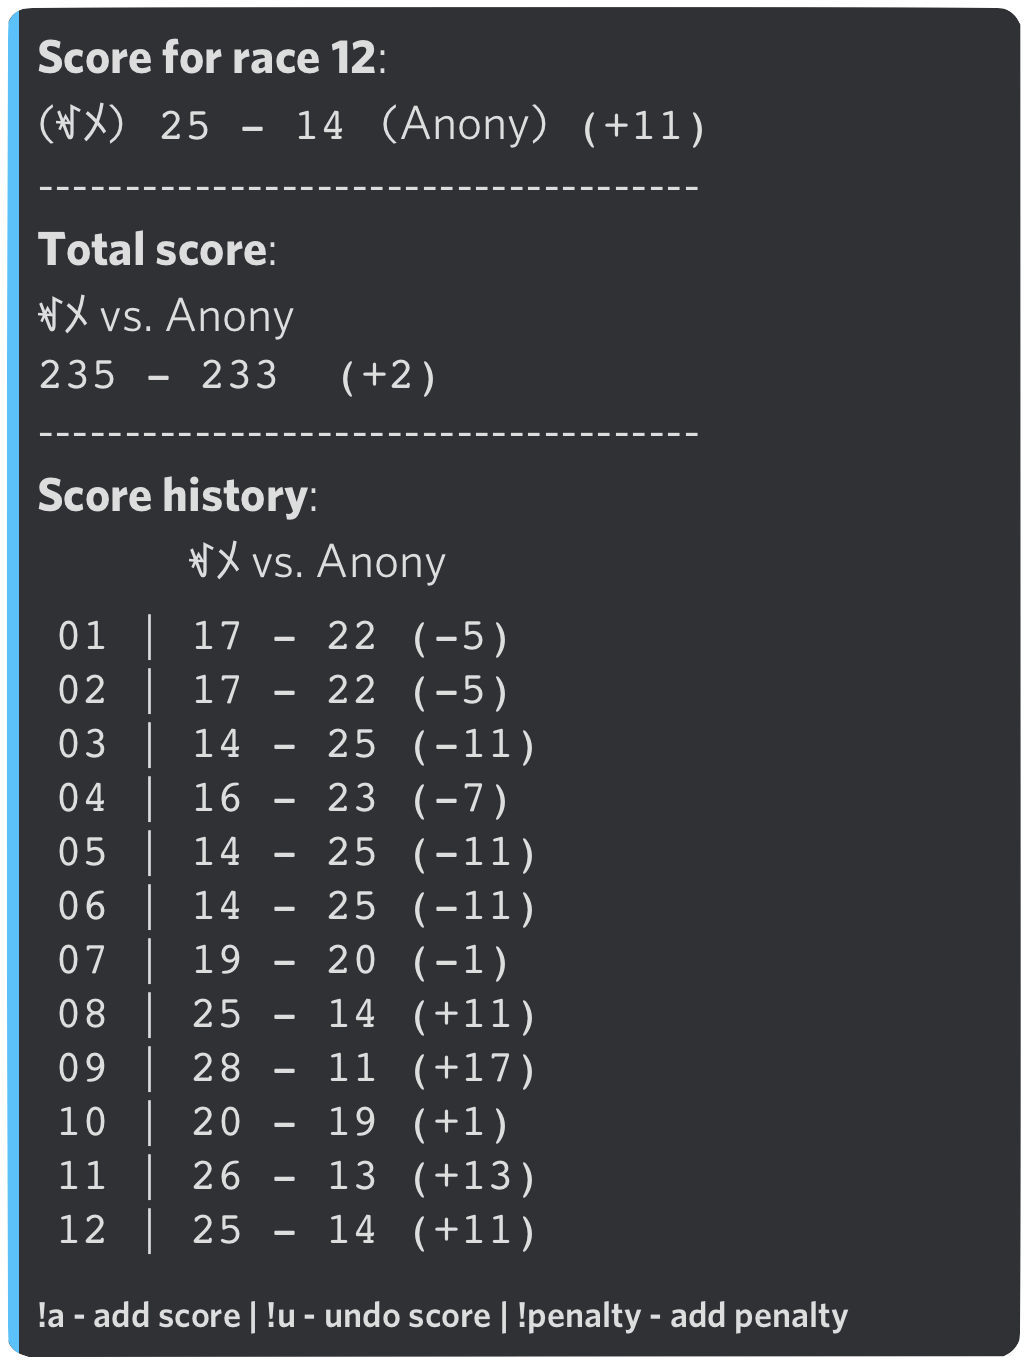 Score for race 12:
() 25 - 14 (Anony) (+11)
--------------------------------------
Total score:
vs. Anony
235 - 233 (+2)
--------------------------------------
Score history:
vs. Anony
01 | 17 - 22 (-5)
02 | 17 - 22 (-5)
03 | 14 - 25 (-11)
04 | 16 - 23 (-7)
05 | 14 - 25 (-11)
06 | 14 - 25 (-11)
07 | 19 - 20 (-1)
08 | 25 - 14 (+11)
09 | 28 - 11 (+17)
10 | 20 - 19 (+1)
11 | 26 - 13 (+13)
12 | 25 - 14 (+11)
!a - add score | !u - undo score | !penalty - add penalty